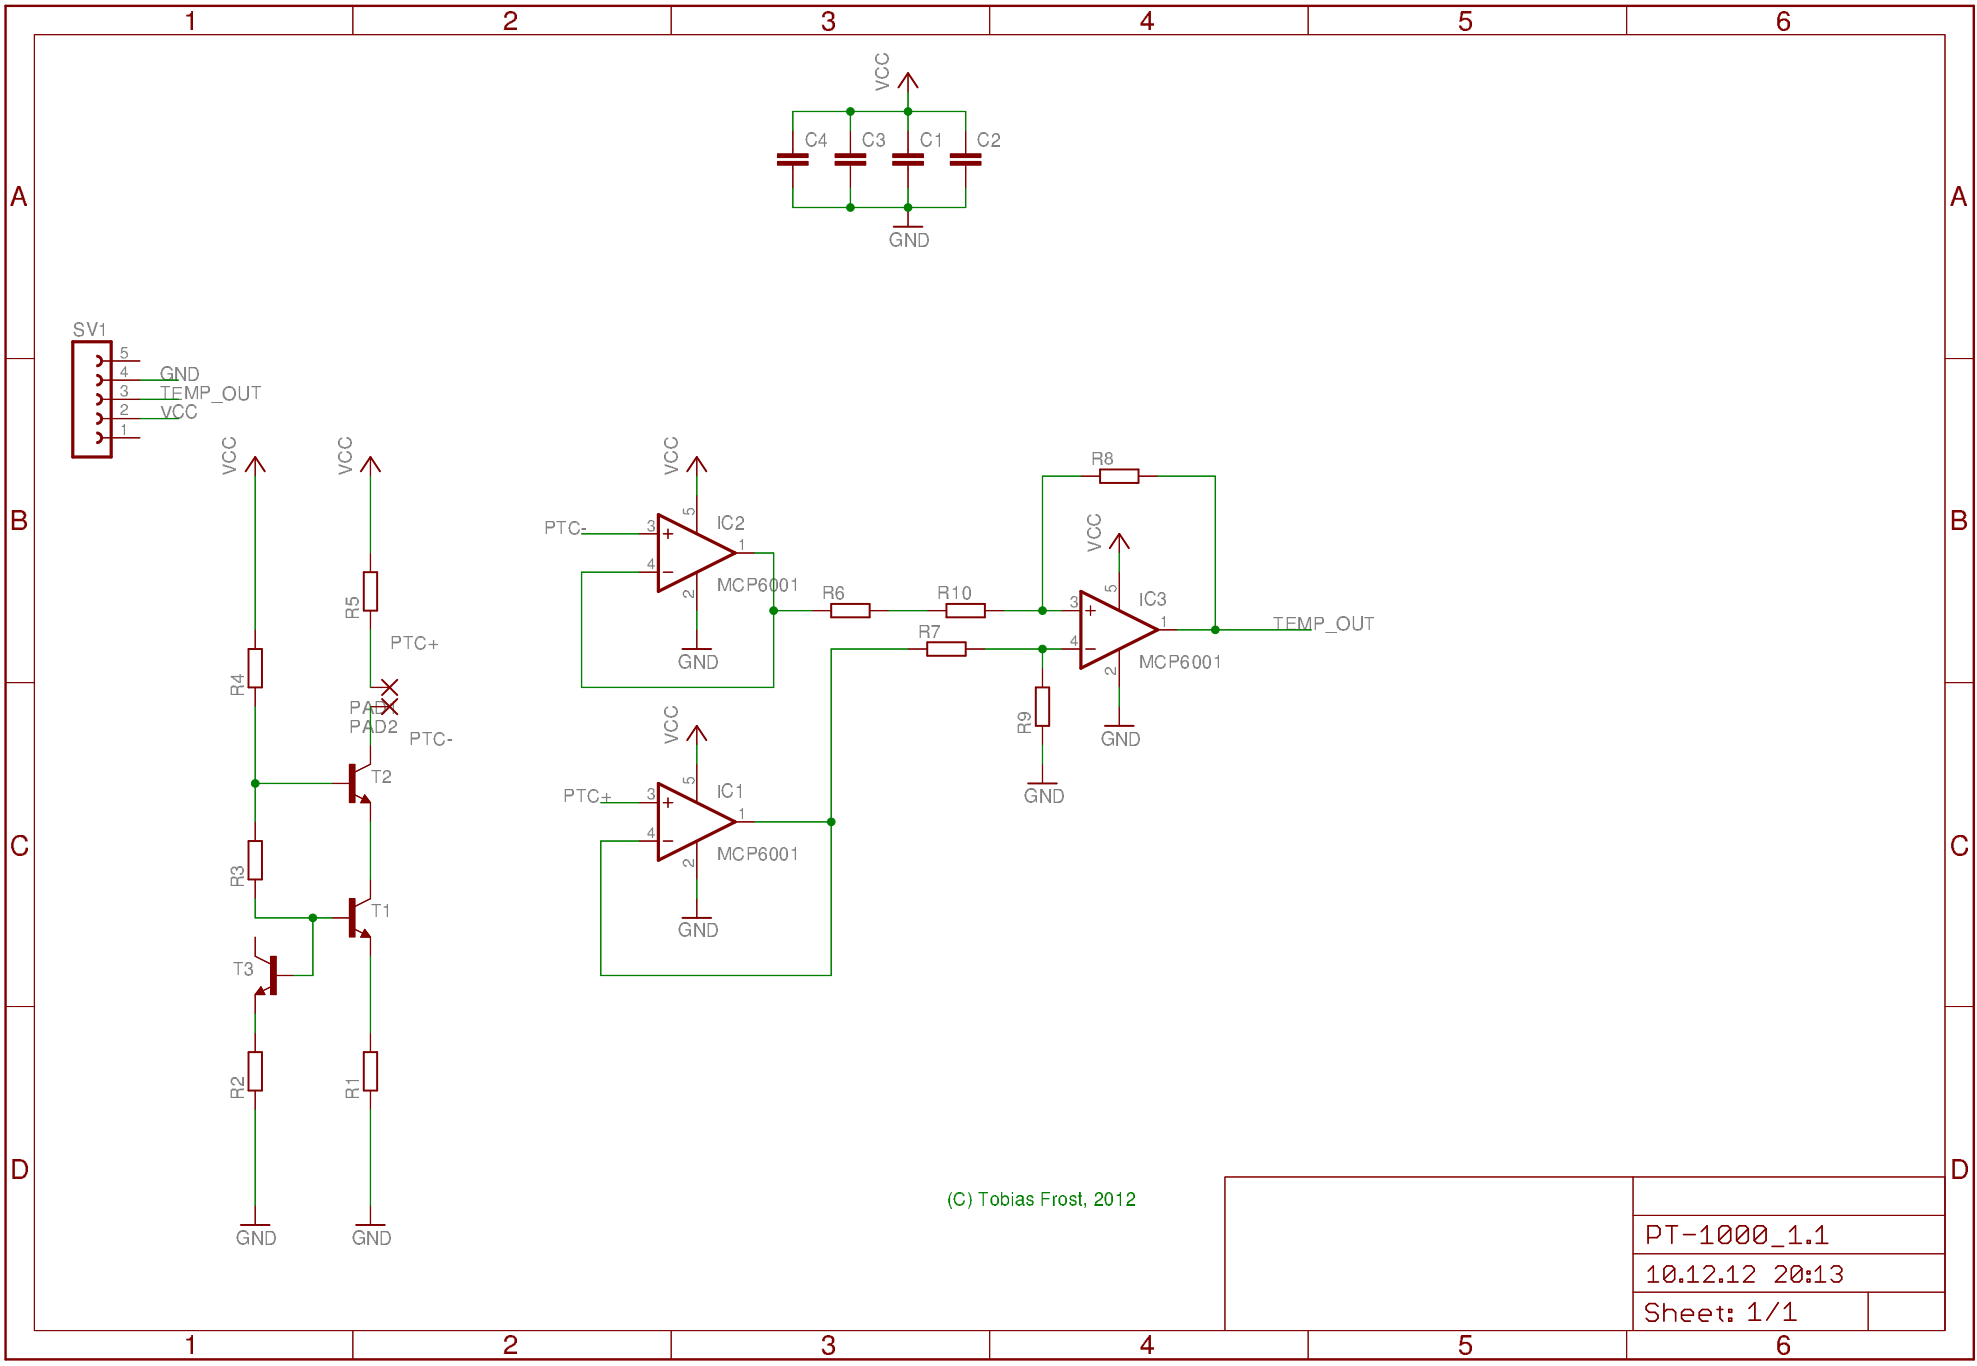 1 2 3 4 5 6
VCC
C4 C3 C1 C2
A A
GND
SV1
5
4 GND
3 TEMP_OUT
2 VCC
1
VCC VCC VCC
R8
B B
PTC- 3 5 IC2 1
4 2 MCP6001
GND
VCC
R6 R10
R7
3 5 IC3 1
4 2 MCP6001
TEMP_OUT
GND
R9
GND
R5
PTC+
R4
PAD1
PAD2
PTC-
T2
VCC
PTC+ 3 5 IC1 1
4 2 MCP6001
GND
C C
R3
T1
T3
R2 R1
GND GND
D D
(C) Tobias Frost, 2012
PT-1000_1.1
10.12.12 20:13
Sheet: 1/1
1 2 3 4 5 6